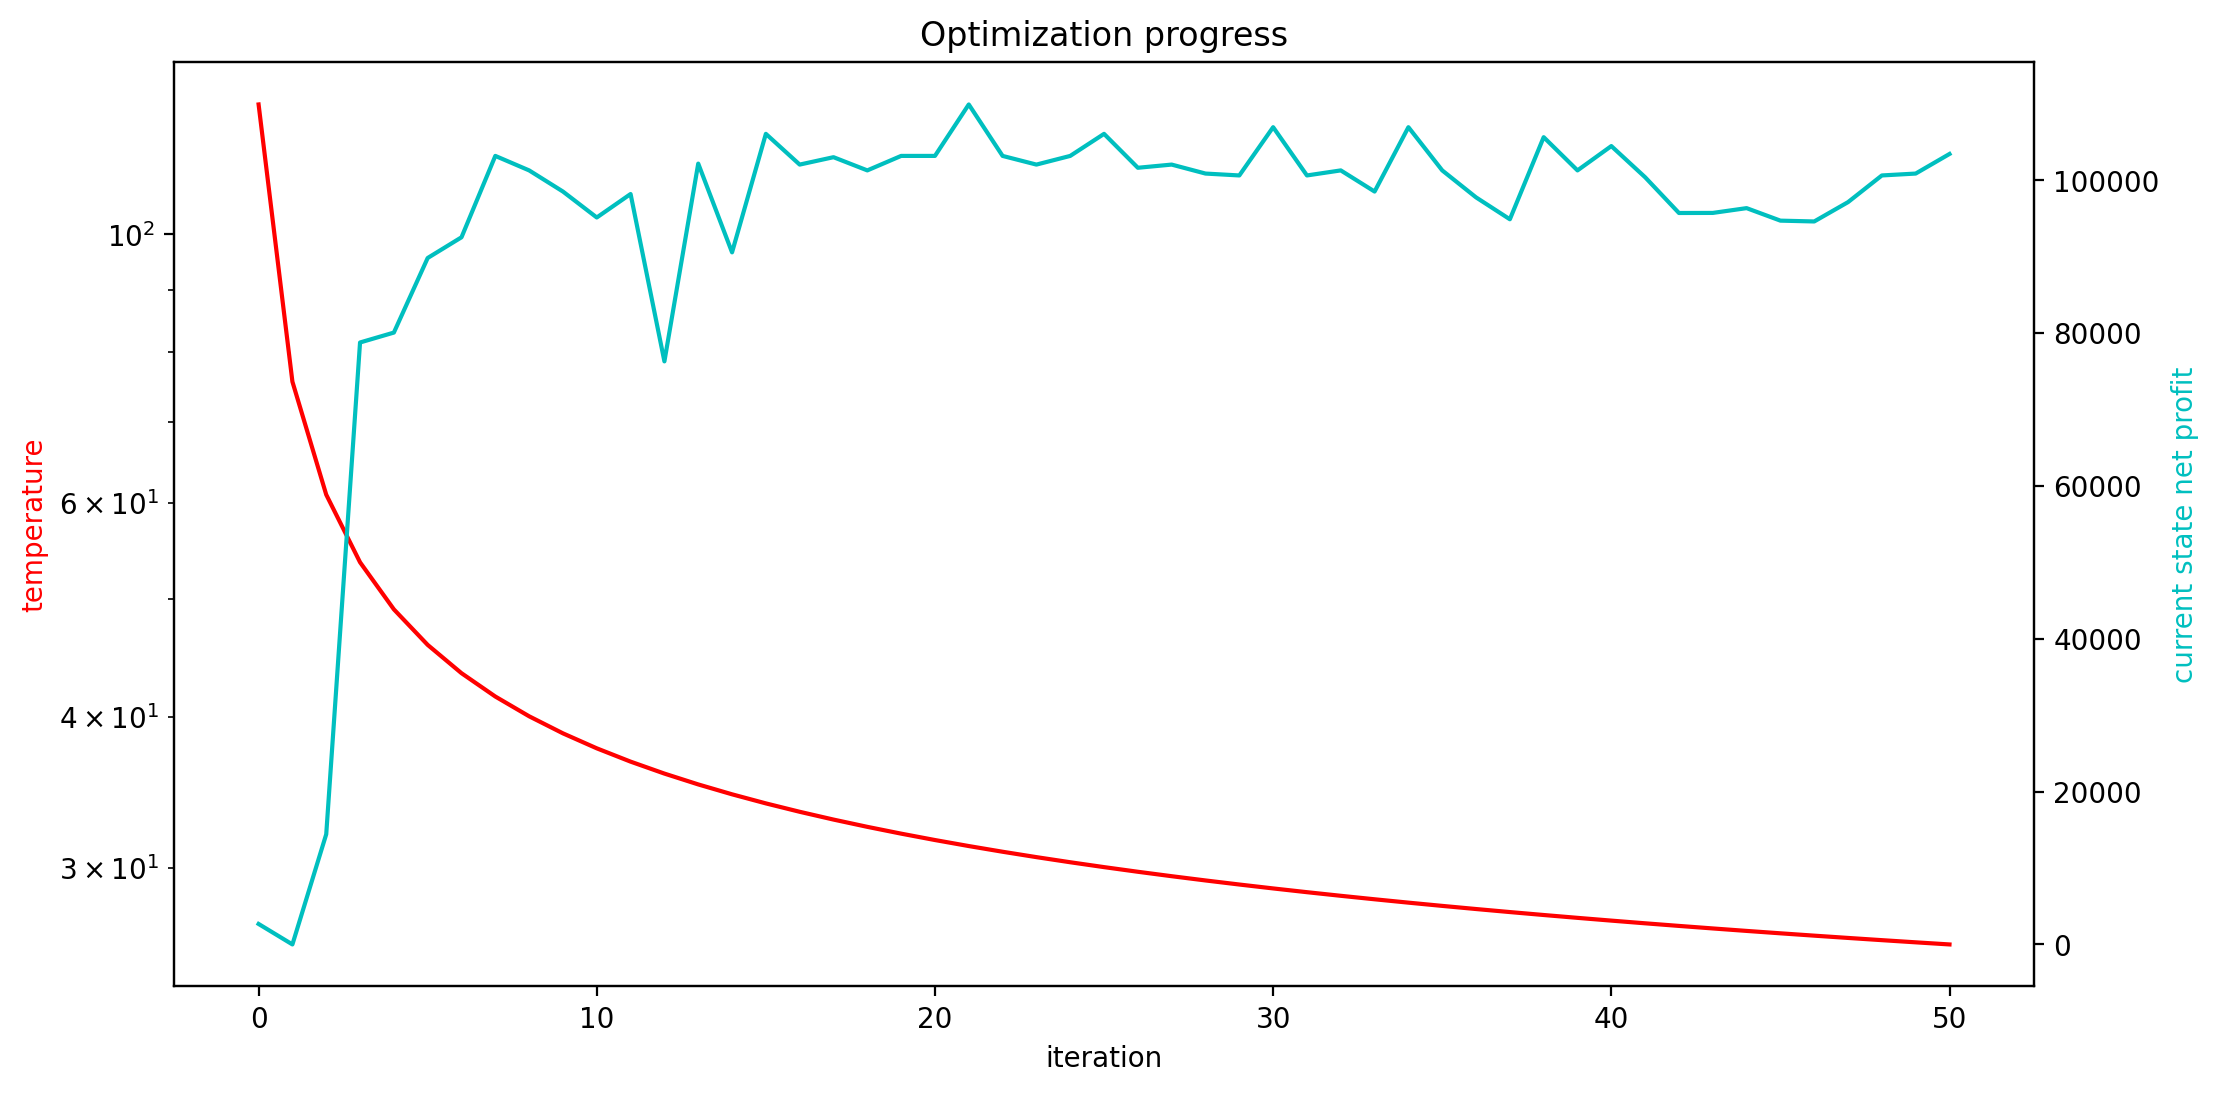 Optimization progress
temperature
10²
6 × 10¹
4 × 10¹
3 × 10¹
100000
80000
60000
40000
20000
0
current state net profit
0 10 20 30 40 50
iteration